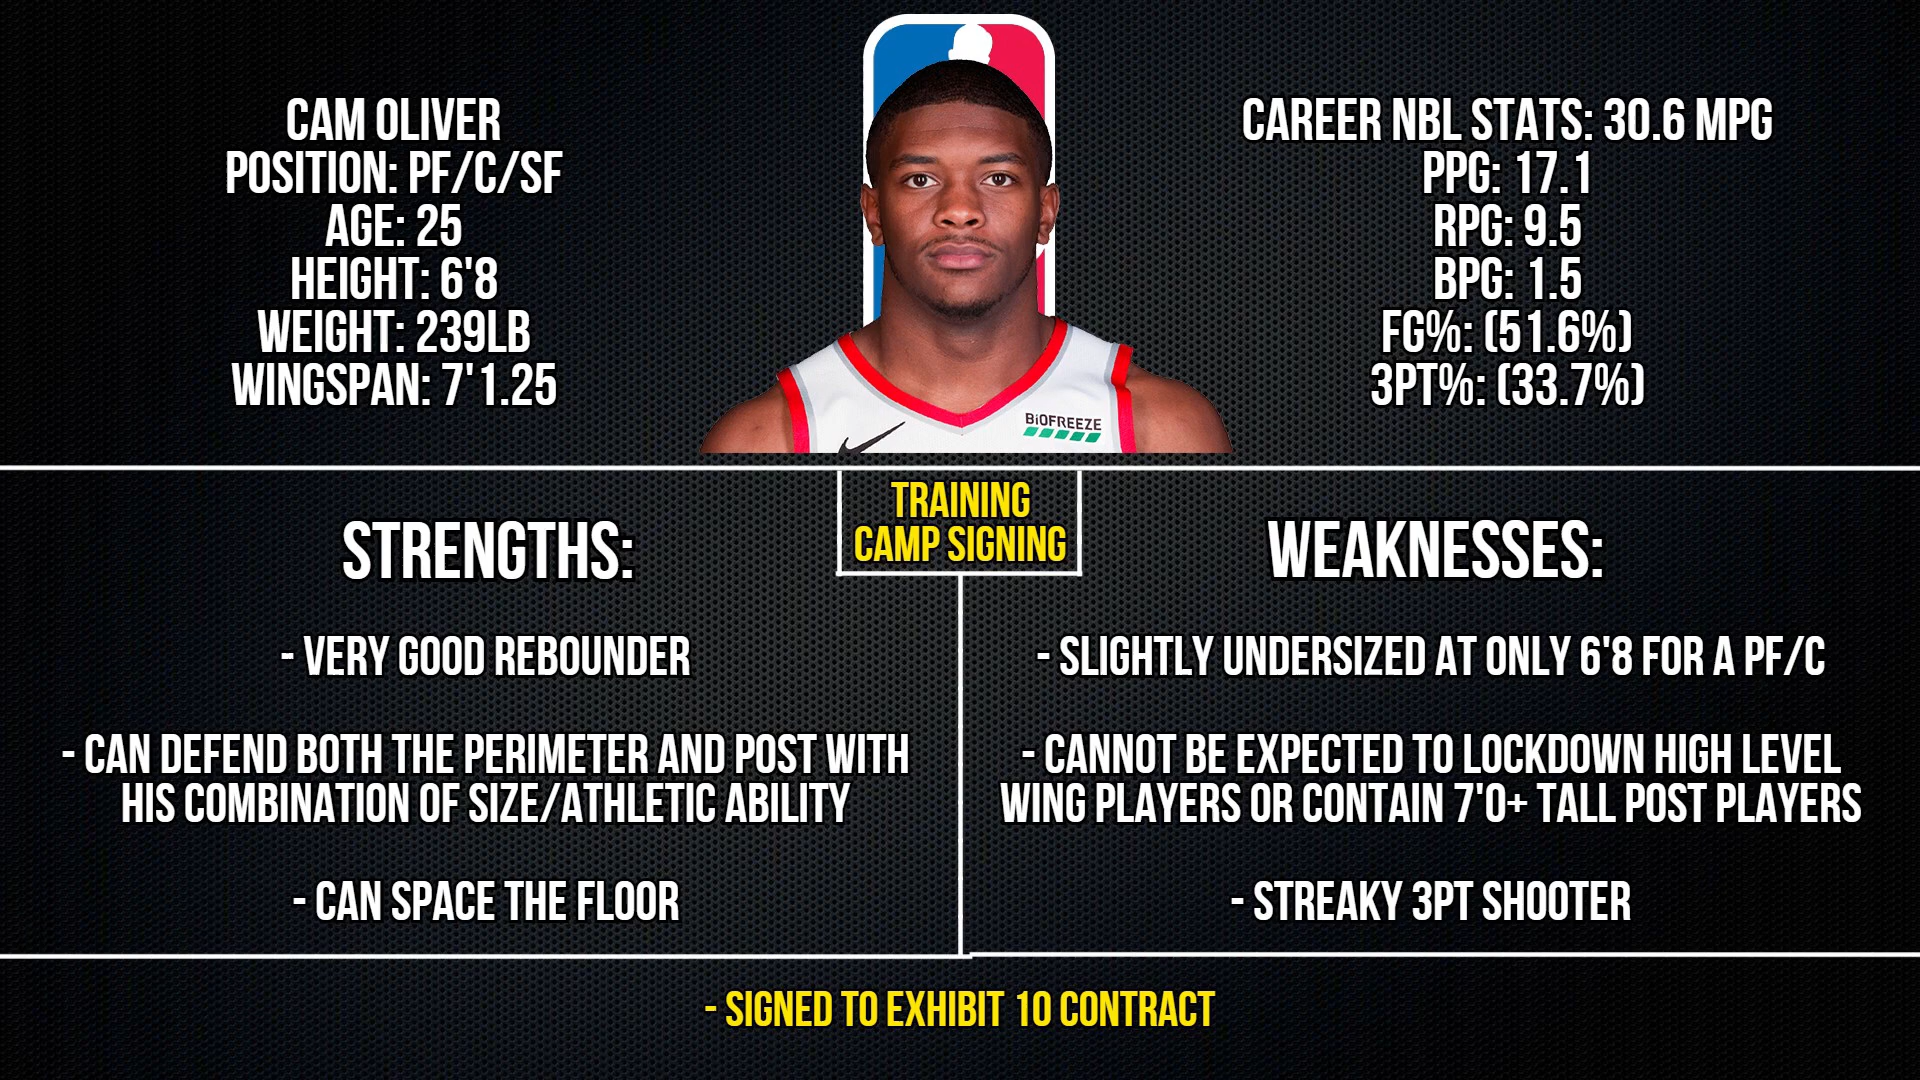 CAM OLIVER
POSITION: PF/C/SF
AGE: 25
HEIGHT: 6'8
WEIGHT: 239LB
WINGSPAN: 7'1.25
BIOFREEZE
CAREER NBL STATS: 30.6 MPG
PPG: 17.1
RPG: 9.5
BPG: 1.5
FG%: (51.6%)
3PT%: (33.7%)
TRAINING
CAMP SIGNING
STRENGTHS:
- VERY GOOD REBOUNDER
- CAN DEFEND BOTH THE PERIMETER AND POST WITH
HIS COMBINATION OF SIZE/ATHLETIC ABILITY
- CAN SPACE THE FLOOR
WEAKNESSES:
- SLIGHTLY UNDERSIZED AT ONLY 6'8 FOR A PF/C
- CANNOT BE EXPECTED TO LOCKDOWN HIGH LEVEL
WING PLAYERS OR CONTAIN 7'0+ TALL POST PLAYERS
- STREAKY 3PT SHOOTER
- SIGNED TO EXHIBIT 10 CONTRACT